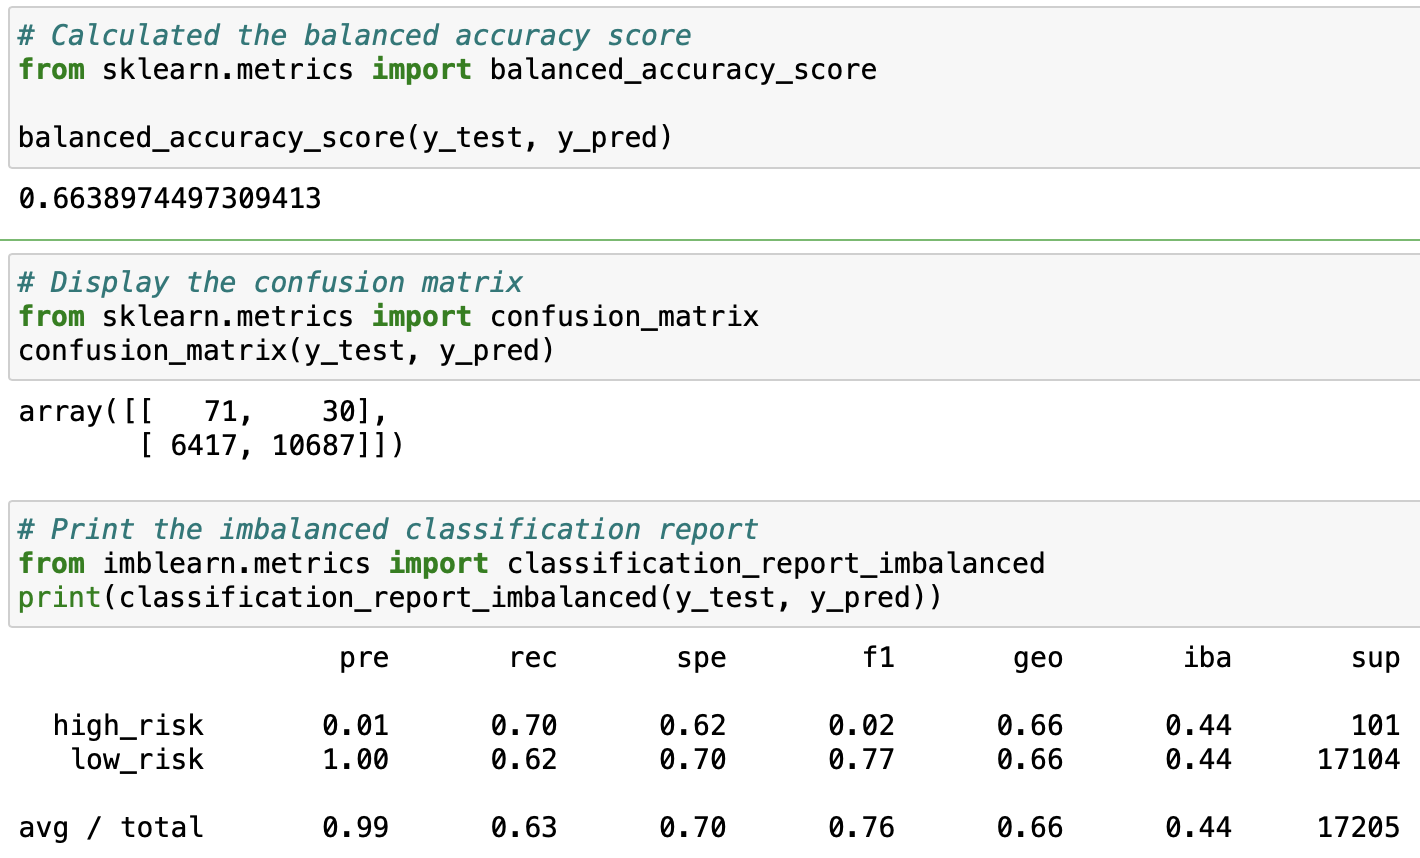 # Calculated the balanced accuracy score
from sklearn.metrics import balanced_accuracy_score
balanced_accuracy_score(y_test, y_pred)
0.6638974497309413
# Display the confusion matrix
from sklearn.metrics import confusion_matrix
confusion_matrix(y_test, y_pred)
array([[   71,    30],
       [ 6417, 10687]])
# Print the imbalanced classification report
from imblearn.metrics import classification_report_imbalanced
print(classification_report_imbalanced(y_test, y_pred))
                   pre       rec       spe        f1       geo       iba       sup
  high_risk       0.01      0.70      0.62      0.02      0.66      0.44       101
   low_risk       1.00      0.62      0.70      0.77      0.66      0.44     17104
avg / total       0.99      0.63      0.70      0.76      0.66      0.44     17205